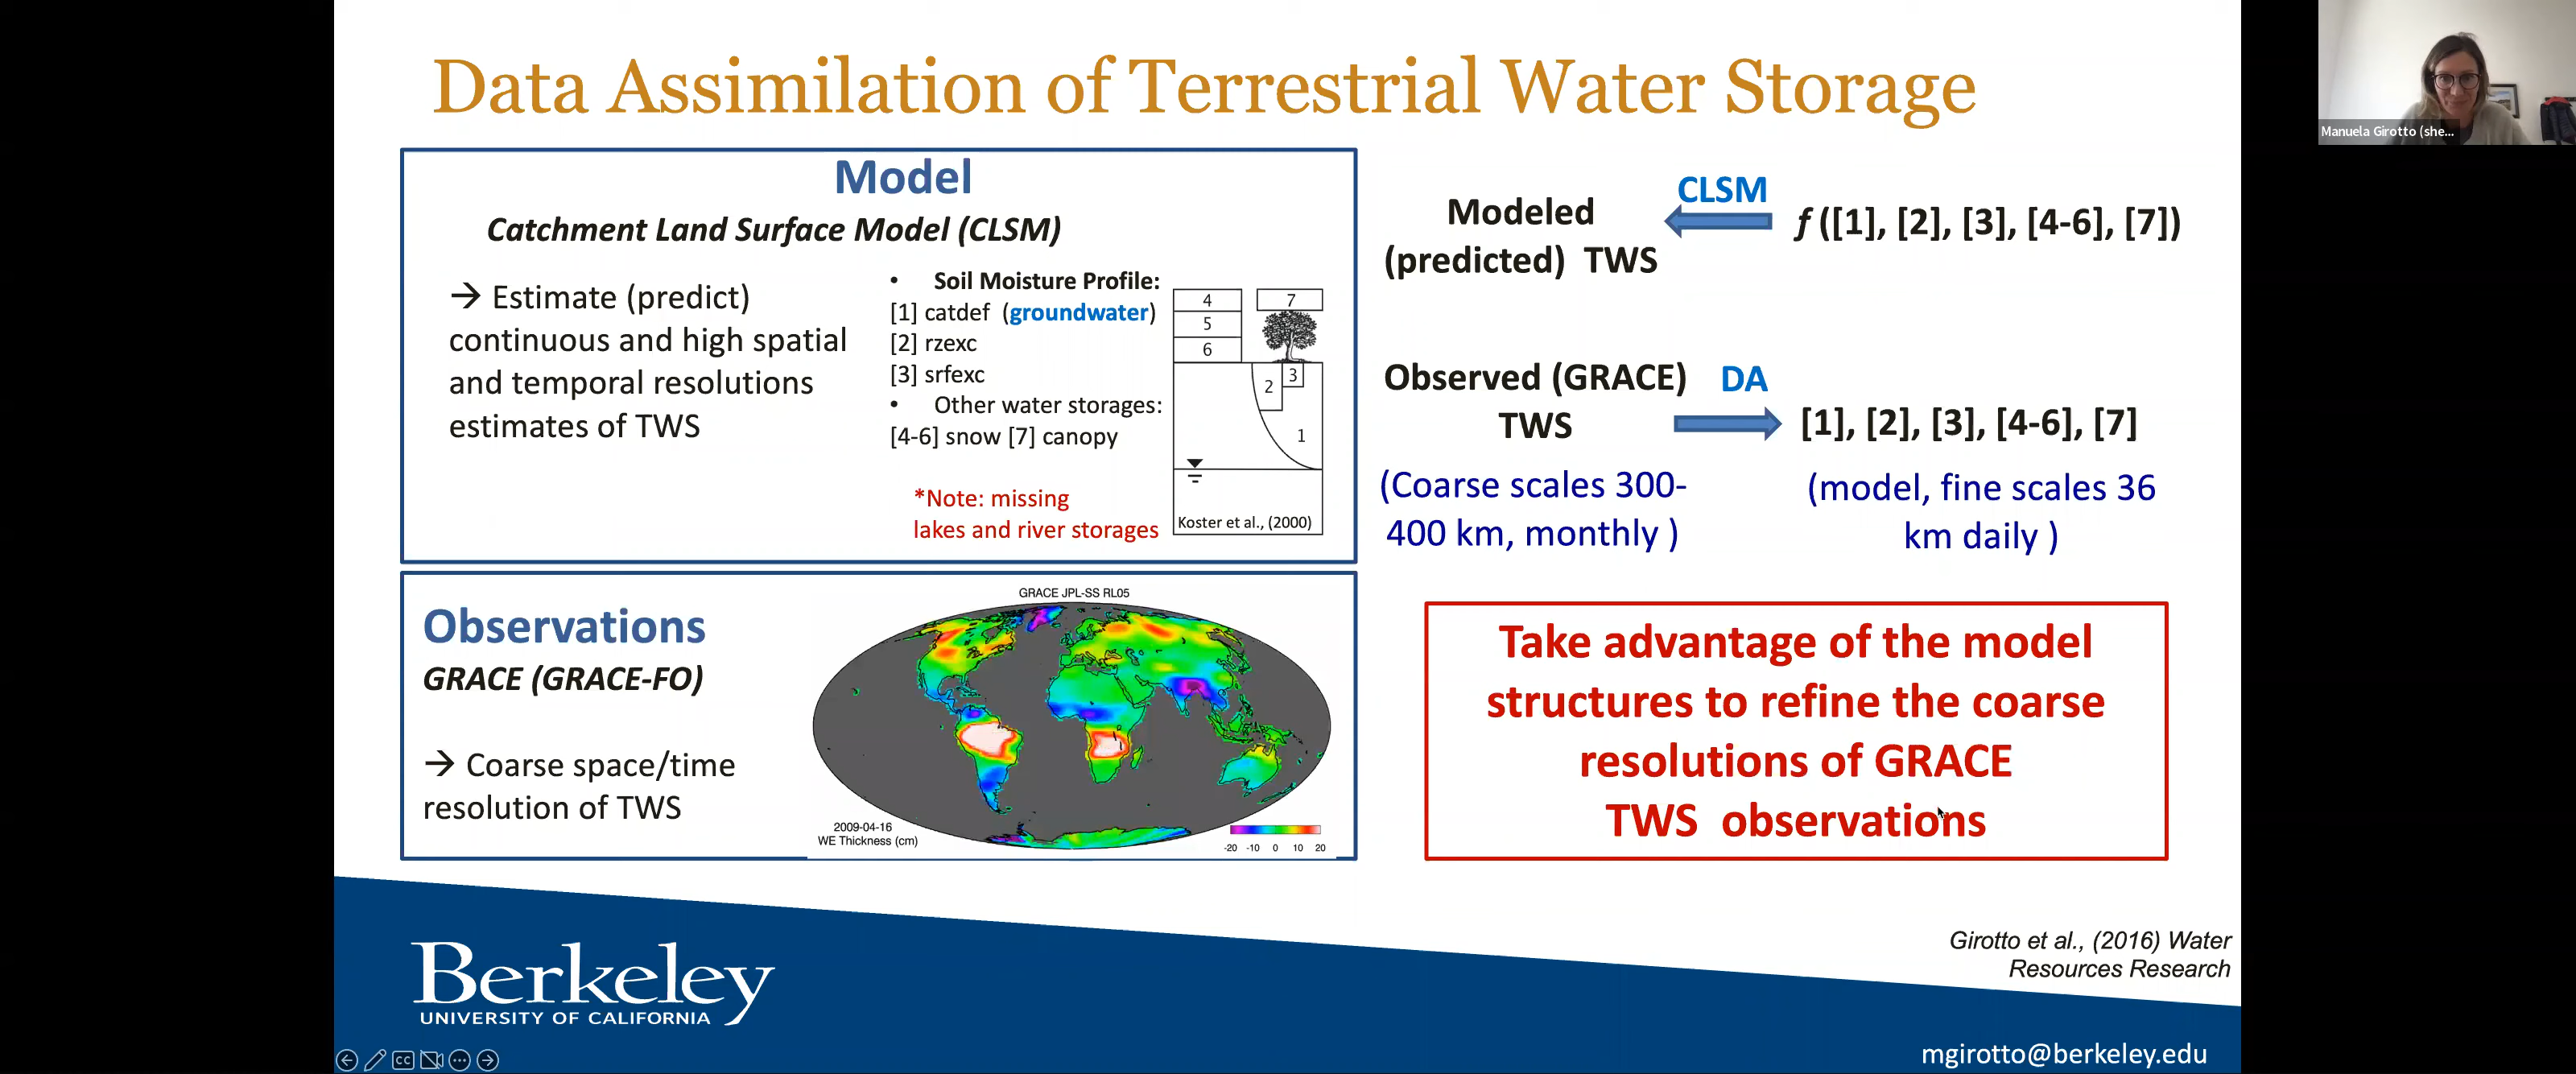 Data Assimilation of Terrestrial Water Storage
Manuela Girotto (she...
Model
Catchment Land Surface Model (CLSM)
→ Estimate (predict)
continuous and high spatial
and temporal resolutions
estimates of TWS
• Soil Moisture Profile:
[1] catdef (groundwater)
[2] rzexc
[3] srfexc
• Other water storages:
[4-6] snow [7] canopy
*Note: missing
lakes and river storages
4
7
5
6
3
2
1
Koster et al., (2000)
Modeled
(predicted) TWS
CLSM
f ([1], [2], [3], [4-6], [7])
Observed (GRACE)
TWS
DA
[1], [2], [3], [4-6], [7]
(Coarse scales 300-
400 km, monthly )
(model, fine scales 36
km daily )
Observations
GRACE (GRACE-FO)
→ Coarse space/time
resolution of TWS
GRACE JPL-SS RL05
2009-04-16
WE Thickness (cm)
-20 -10 0 10 20
Take advantage of the model
structures to refine the coarse
resolutions of GRACE
TWS observations
Girotto et al., (2016) Water
Resources Research
Berkeley
UNIVERSITY OF CALIFORNIA
mgirotto@berkeley.edu
CC